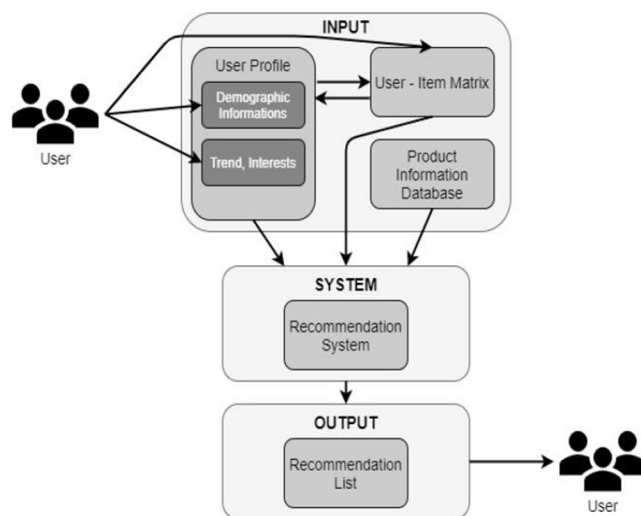 INPUT
User Profile
Demographic
Informations
Trend, Interests
User - Item Matrix
Product
Information
Database
User
SYSTEM
Recommendation
System
OUTPUT
Recommendation
List
User